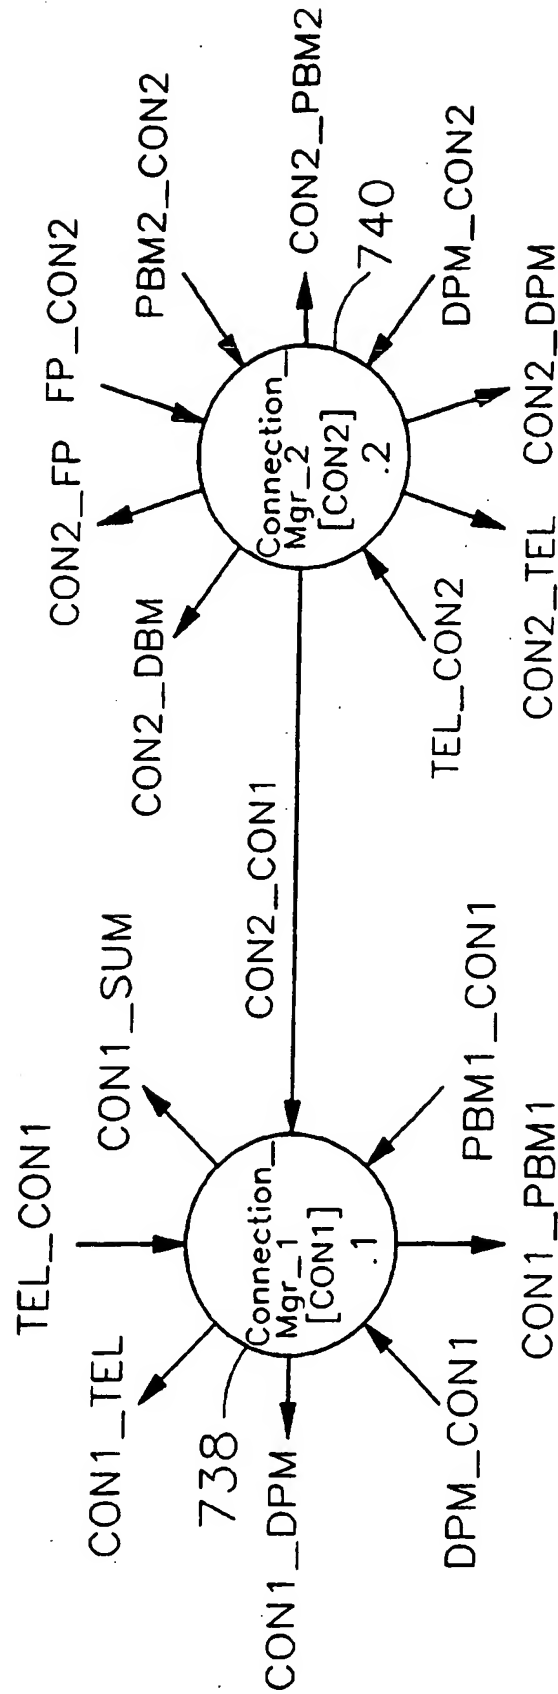 TEL_CON1
CON1_TEL
CON1_SUM
738
Connection_
Mgr_1
[CON1]
.1
CON1_DPM
DPM_CON1
CON1_PBM1
PBM1_CON1
CON2_CON1
CON2_DBM
CON2_FP
FP_CON2
PBM2_CON2
CON2_PBM2
Connection_
Mgr_2
[CON2]
.2
740
DPM_CON2
CON2_DPM
CON2_TEL
TEL_CON2